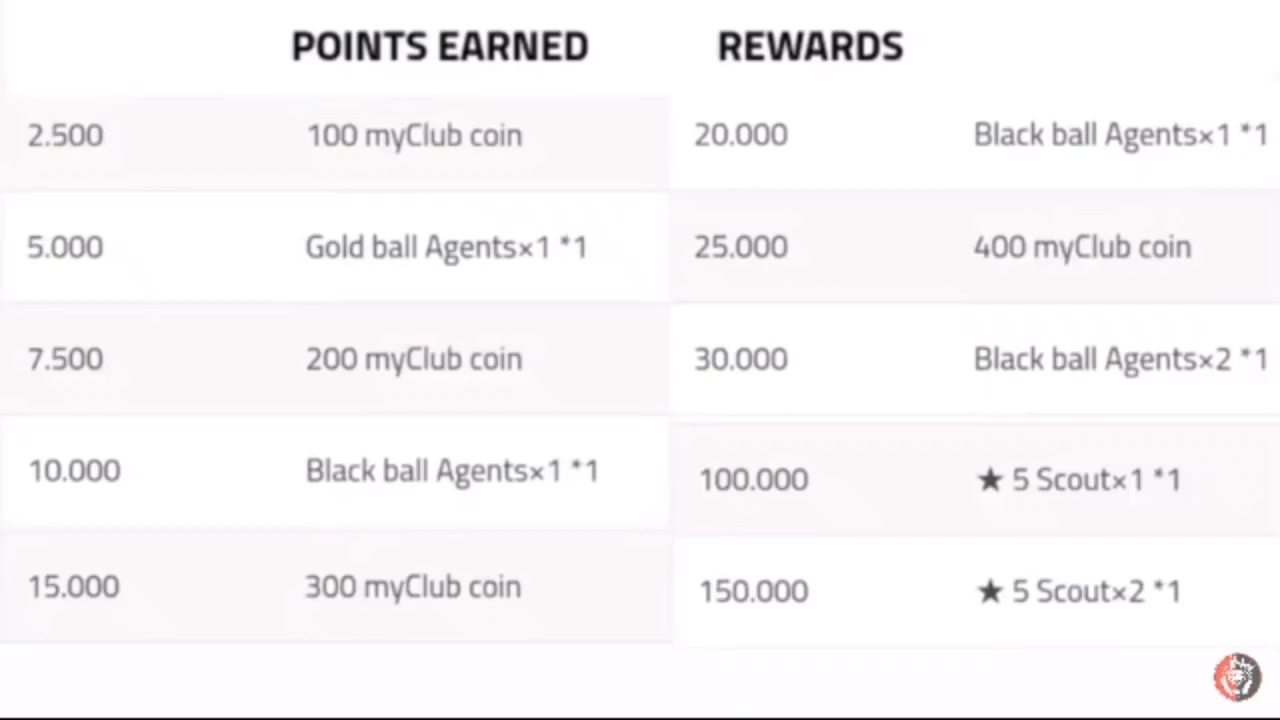 POINTS EARNED REWARDS
2.500 100 myClub coin
5.000 Gold ball Agents×1 *1
7.500 200 myClub coin
10.000 Black ball Agents×1 *1
15.000 300 myClub coin
20.000 Black ball Agents×1 *1
25.000 400 myClub coin
30.000 Black ball Agents×2 *1
100.000 ★ 5 Scout×1 *1
150.000 ★ 5 Scout×2 *1